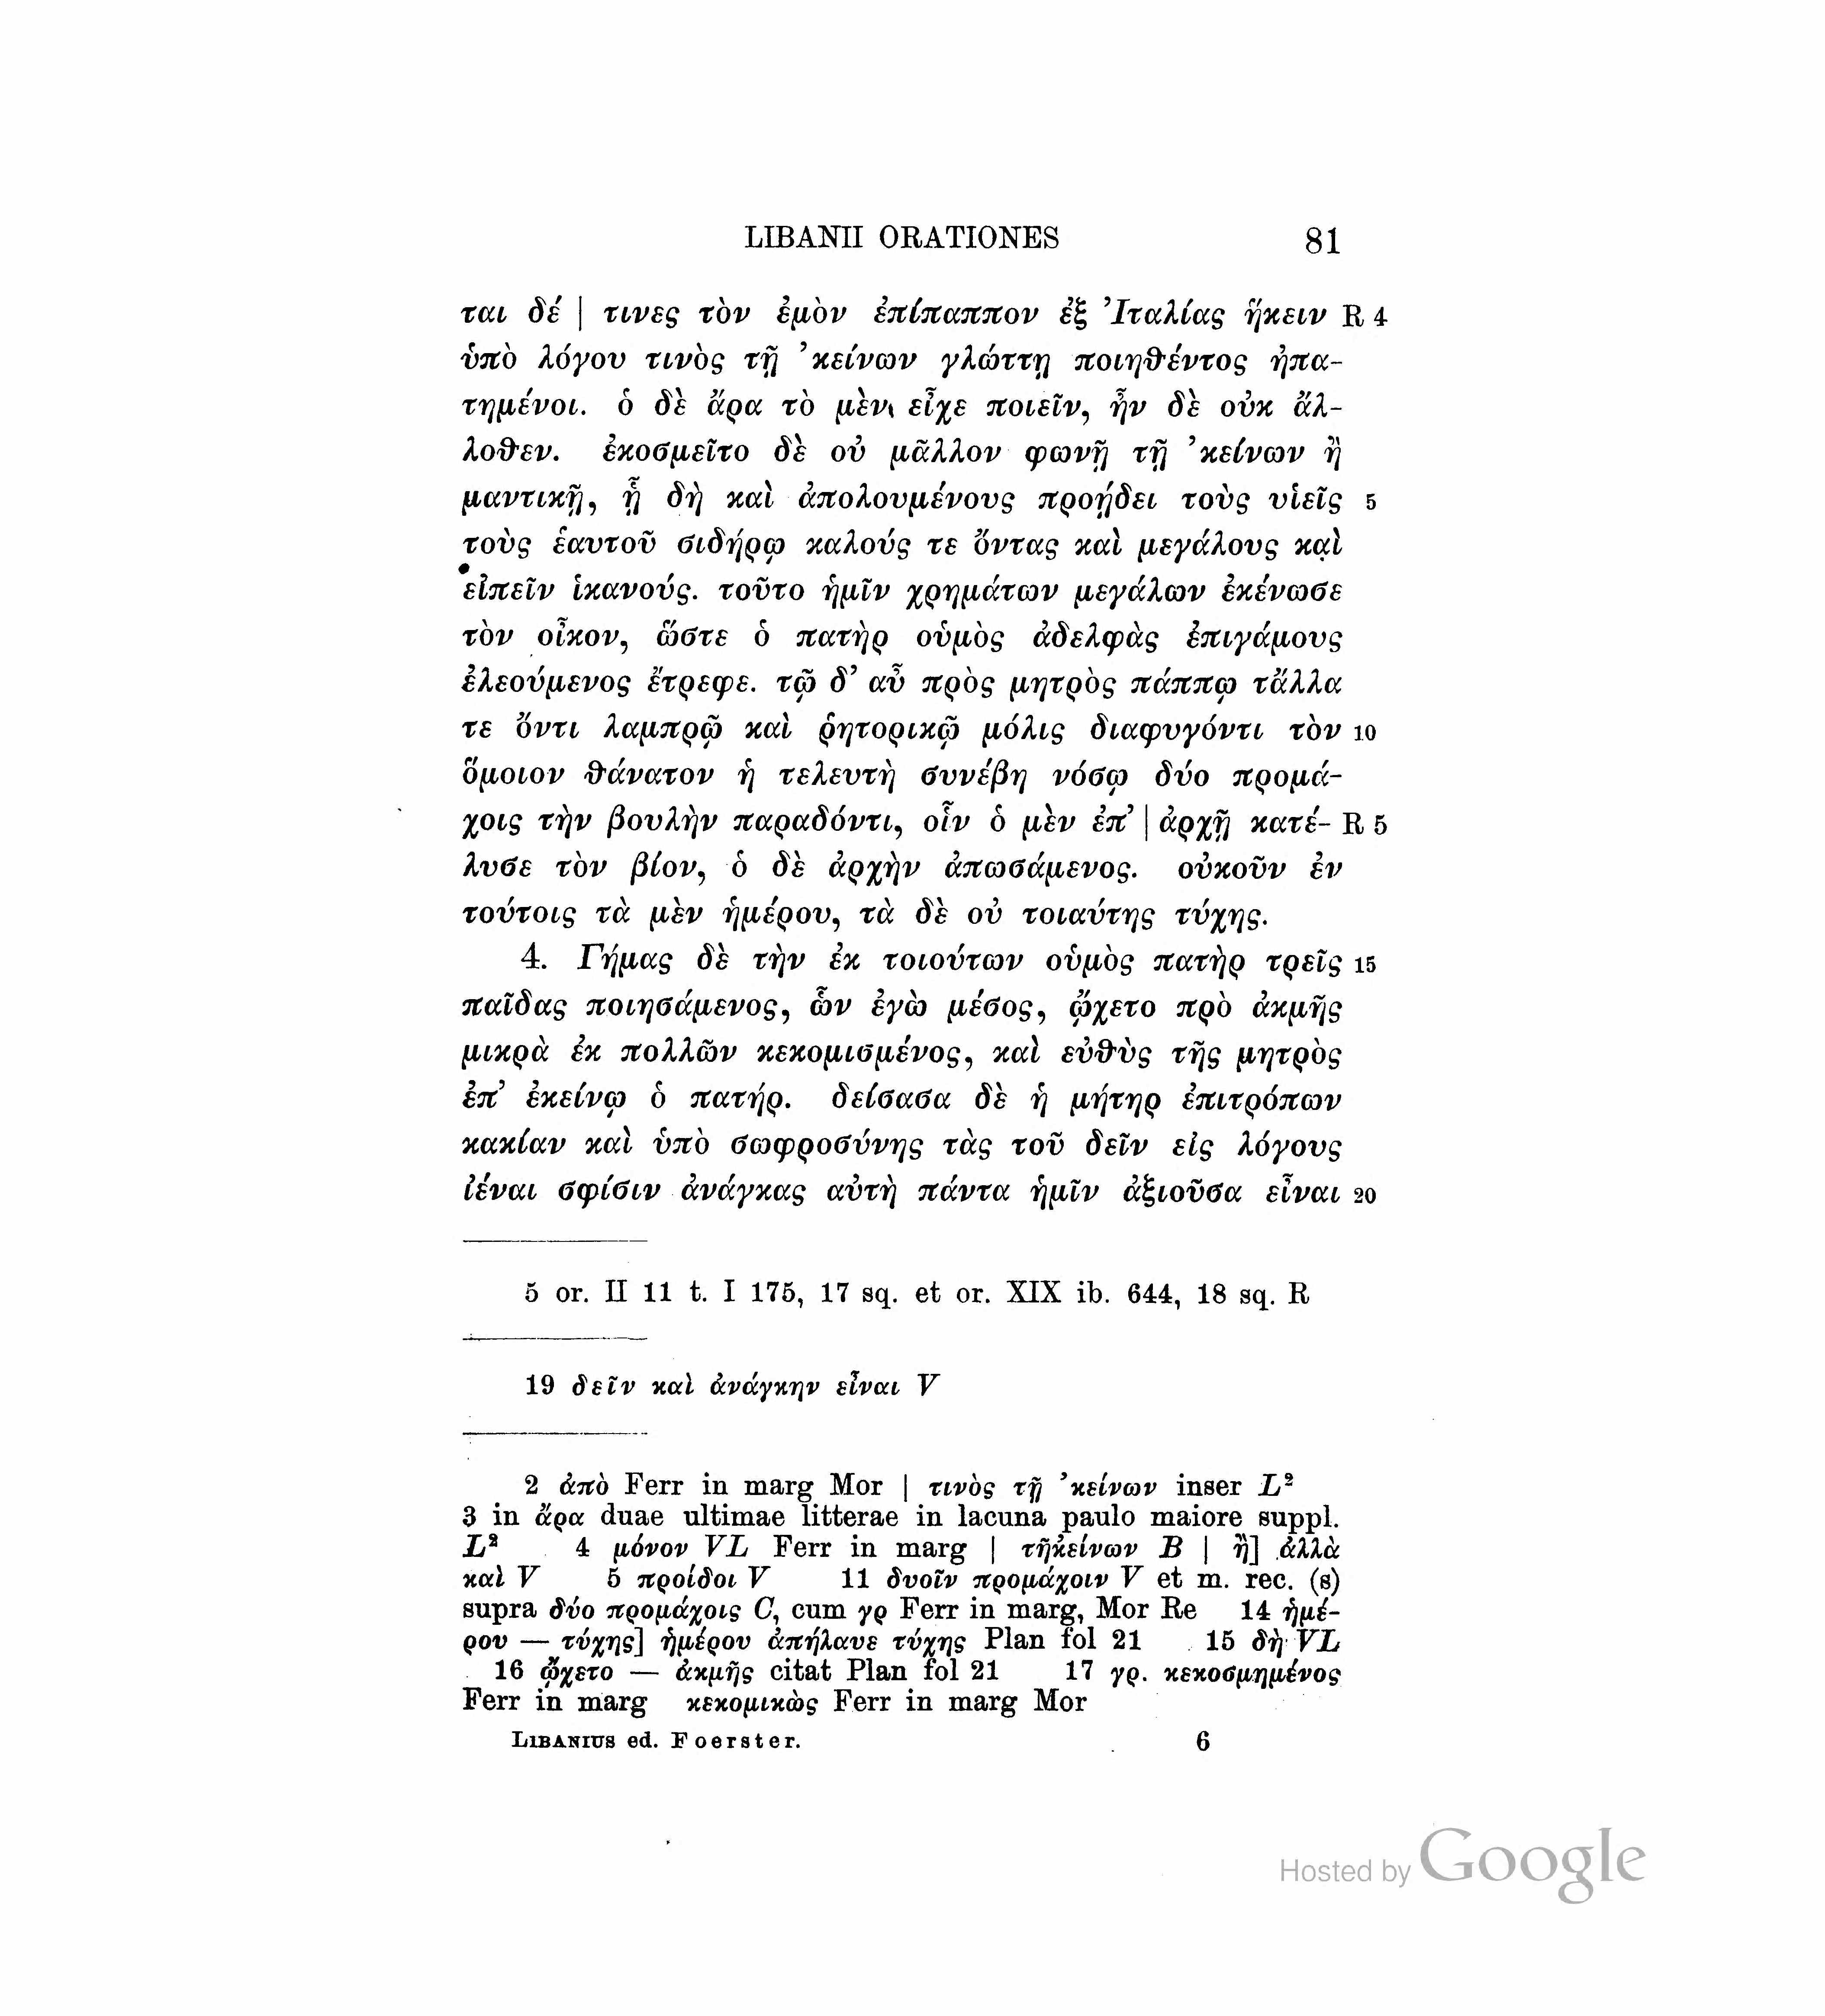 LIBANII ORATIONES 81
ται δέ | τινες τὸν ἐμὸν ἐπίπαππον ἐξ Ἰταλίας ἥκειν R 4
ὑπὸ λόγου τινὸς τῇ ’κείνων γλώττῃ ποιηθέντος ἠπα-
τημένοι. ὁ δὲ ἄρα τὸ μὲν εἶχε ποιεῖν, ἦν δὲ οὐκ ἄλ-
λοθεν. ἐκοσμεῖτο δὲ οὐ μᾶλλον φωνῇ τῇ ’κείνων ἢ
μαντικῇ, ᾗ δὴ καὶ ἀπολουμένους προῄδει τοὺς υἱεῖς 5
τοὺς ἑαυτοῦ σιδήρῳ καλούς τε ὄντας καὶ μεγάλους καὶ
εἰπεῖν ἱκανούς. τοῦτο ἡμῖν χρημάτων μεγάλων ἐκένωσε
τὸν οἶκον, ὥστε ὁ πατὴρ οὑμὸς ἀδελφὰς ἐπιγάμους
ἐλεούμενος ἔτρεφε. τῷ δ’ αὖ πρὸς μητρὸς πάππῳ τἄλλα
τε ὄντι λαμπρῷ καὶ ῥητορικῷ μόλις διαφυγόντι τὸν 10
ὅμοιον θάνατον ἡ τελευτὴ συνέβη νόσῳ δύο προμά-
χοις τὴν βουλὴν παραδόντι, οἷν ὁ μὲν ἐπ’ | ἀρχῇ κατέ- R 5
λυσε τὸν βίον, ὁ δὲ ἀρχὴν ἀπωσάμενος. οὐκοῦν ἐν
τούτοις τὰ μὲν ἡμέρου, τὰ δὲ οὐ τοιαύτης τύχης.
4. Γήμας δὲ τὴν ἐκ τοιούτων οὑμὸς πατὴρ τρεῖς 15
παῖδας ποιησάμενος, ὧν ἐγὼ μέσος, ᾤχετο πρὸ ἀκμῆς
μικρὰ ἐκ πολλῶν κεκομισμένος, καὶ εὐθὺς τῆς μητρὸς
ἐπ’ ἐκείνῳ ὁ πατήρ. δείσασα δὲ ἡ μήτηρ ἐπιτρόπων
κακίαν καὶ ὑπὸ σωφροσύνης τὰς τοῦ δεῖν εἰς λόγους
ἰέναι σφίσιν ἀνάγκας αὐτὴ πάντα ἡμῖν ἀξιοῦσα εἶναι 20
5 or. II 11 t. I 175, 17 sq. et or. XIX ib. 644, 18 sq. R
19 δεῖν καὶ ἀνάγκην εἶναι V
2 ἀπὸ Ferr in marg Mor | τινὸς τῇ ’κείνων inser L²
3 in ἄρα duae ultimae litterae in lacuna paulo maiore suppl.
L² 4 μόνον VL Ferr in marg | τῇκείνων B | ἢ] ἀλλὰ
καὶ V 5 προίδοι V 11 δυοῖν προμάχοιν V et m. rec. (s)
supra δύο προμάχοις C, cum γρ Ferr in marg, Mor Re 14 ἡμέ-
ρου — τύχης] ἡμέρου ἀπήλαυε τύχης Plan fol 21 15 δὴ VL
16 ᾤχετο — ἀκμῆς citat Plan fol 21 17 γρ. κεκοσμημένος
Ferr in marg κεκομικὼς Ferr in marg Mor
LIBANIUS ed. Foerster. 6
Hosted by Google